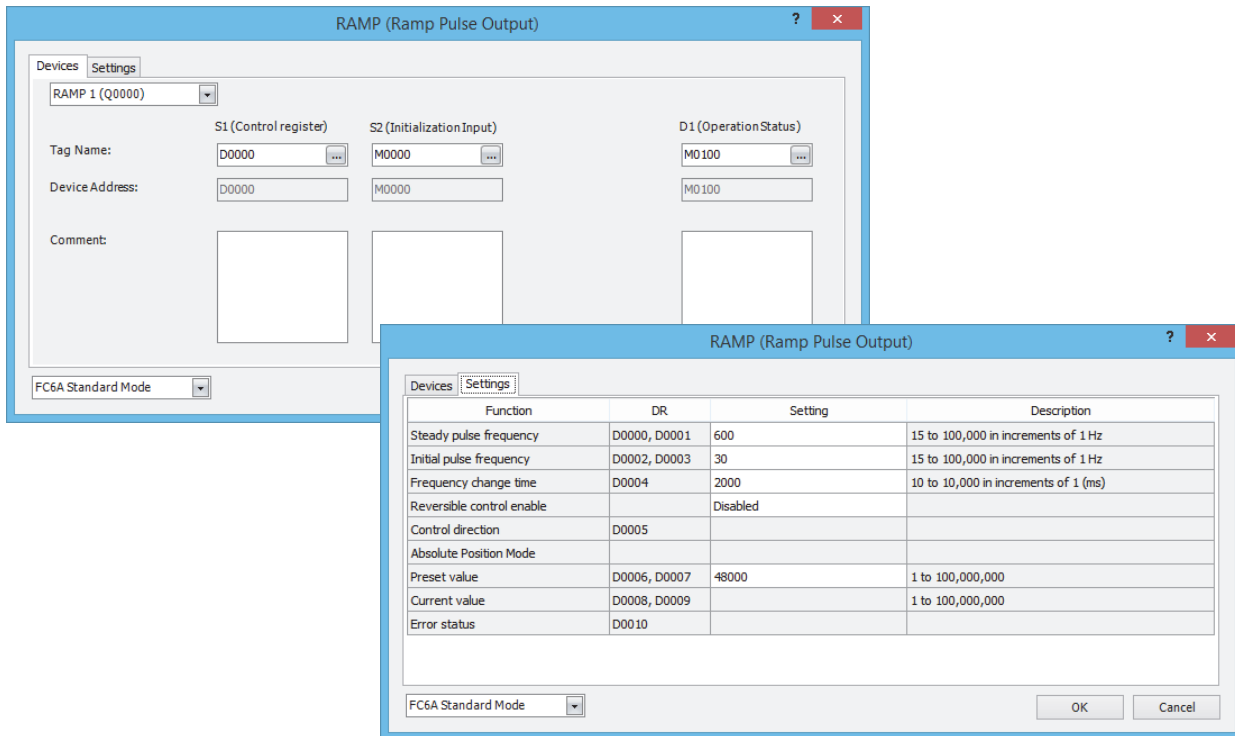 RAMP (Ramp Pulse Output)
? ×
Devices Settings
RAMP 1 (Q0000)
S1 (Control register) S2 (Initialization Input) D1 (Operation Status)
Tag Name: D0000 ... M0000 ... M0100 ...
Device Address: D0000 M0000 M0100
Comment:
FC6A Standard Mode
RAMP (Ramp Pulse Output)
? ×
Devices Settings
Function DR Setting Description
Steady pulse frequency D0000, D0001 600 15 to 100,000 in increments of 1 Hz
Initial pulse frequency D0002, D0003 30 15 to 100,000 in increments of 1 Hz
Frequency change time D0004 2000 10 to 10,000 in increments of 1 (ms)
Reversible control enable Disabled
Control direction D0005
Absolute Position Mode
Preset value D0006, D0007 48000 1 to 100,000,000
Current value D0008, D0009 1 to 100,000,000
Error status D0010
FC6A Standard Mode OK Cancel